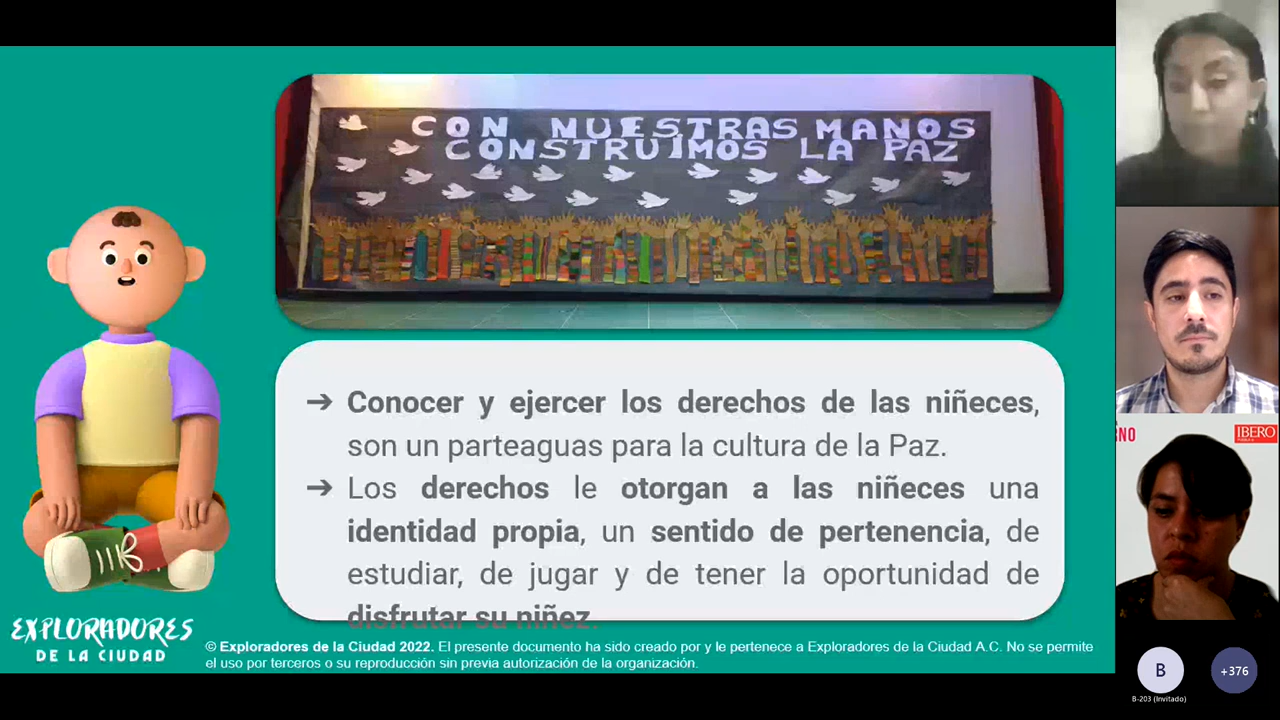 CON NUESTRAS MANOS
CONSTRUIMOS LA PAZ
➔ Conocer y ejercer los derechos de las niñeces,
son un parteaguas para la cultura de la Paz.
➔ Los derechos le otorgan a las niñeces una
identidad propia, un sentido de pertenencia, de
estudiar, de jugar y de tener la oportunidad de
disfrutar su niñez.
EXPLORADORES
DE LA CIUDAD
© Exploradores de la Ciudad 2022. El presente documento ha sido creado por y le pertenece a Exploradores de la Ciudad A.C. No se permite
el uso por terceros o su reproducción sin previa autorización de la organización.
RNO
IBERO
B
B-203 (Invitado)
+376